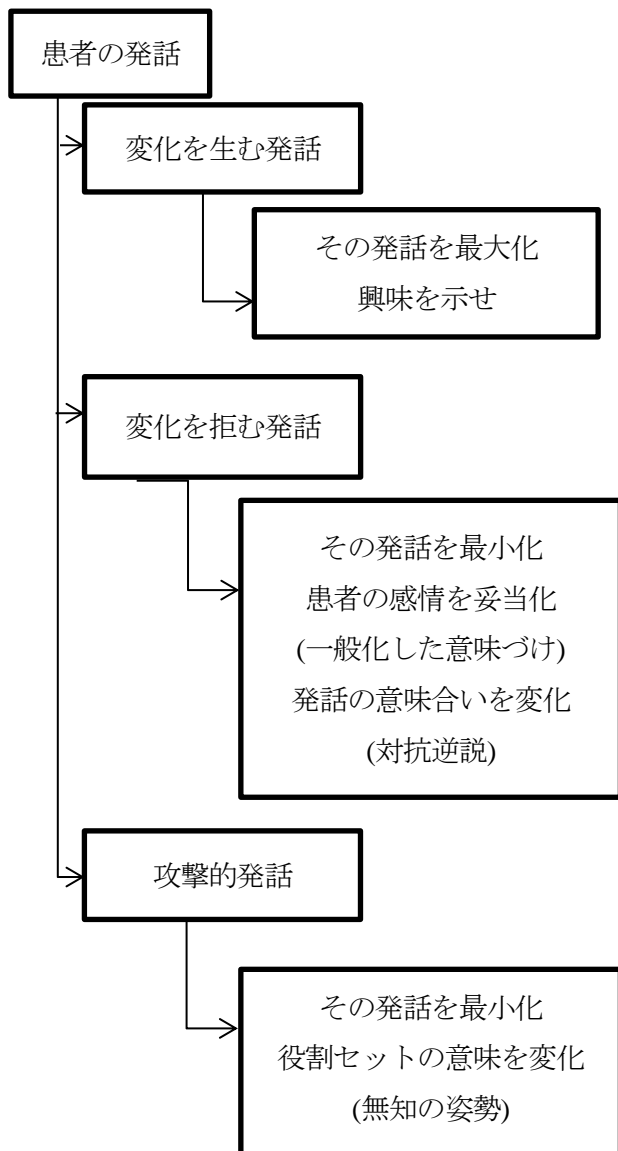 患者の発話
変化を生む発話
その発話を最大化
興味を示せ
変化を拒む発話
その発話を最小化
患者の感情を妥当化
(一般化した意味づけ)
発話の意味合いを変化
(対抗逆説)
攻撃的発話
その発話を最小化
役割セットの意味を変化
(無知の姿勢)